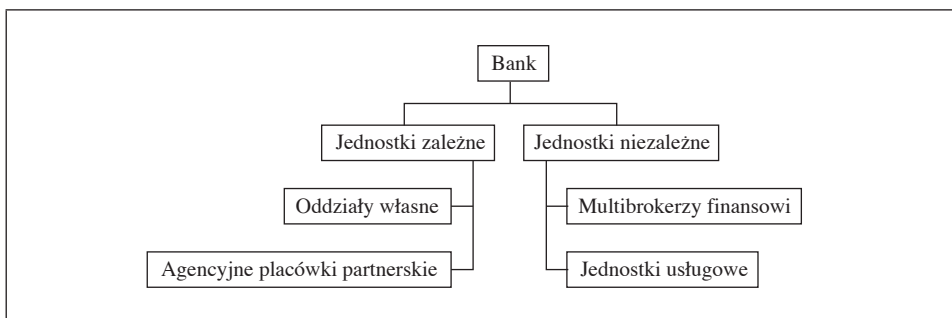 Bank
Jednostki zależne
Jednostki niezależne
Oddziały własne
Multibrokerzy finansowi
Agencyjne placówki partnerskie
Jednostki usługowe